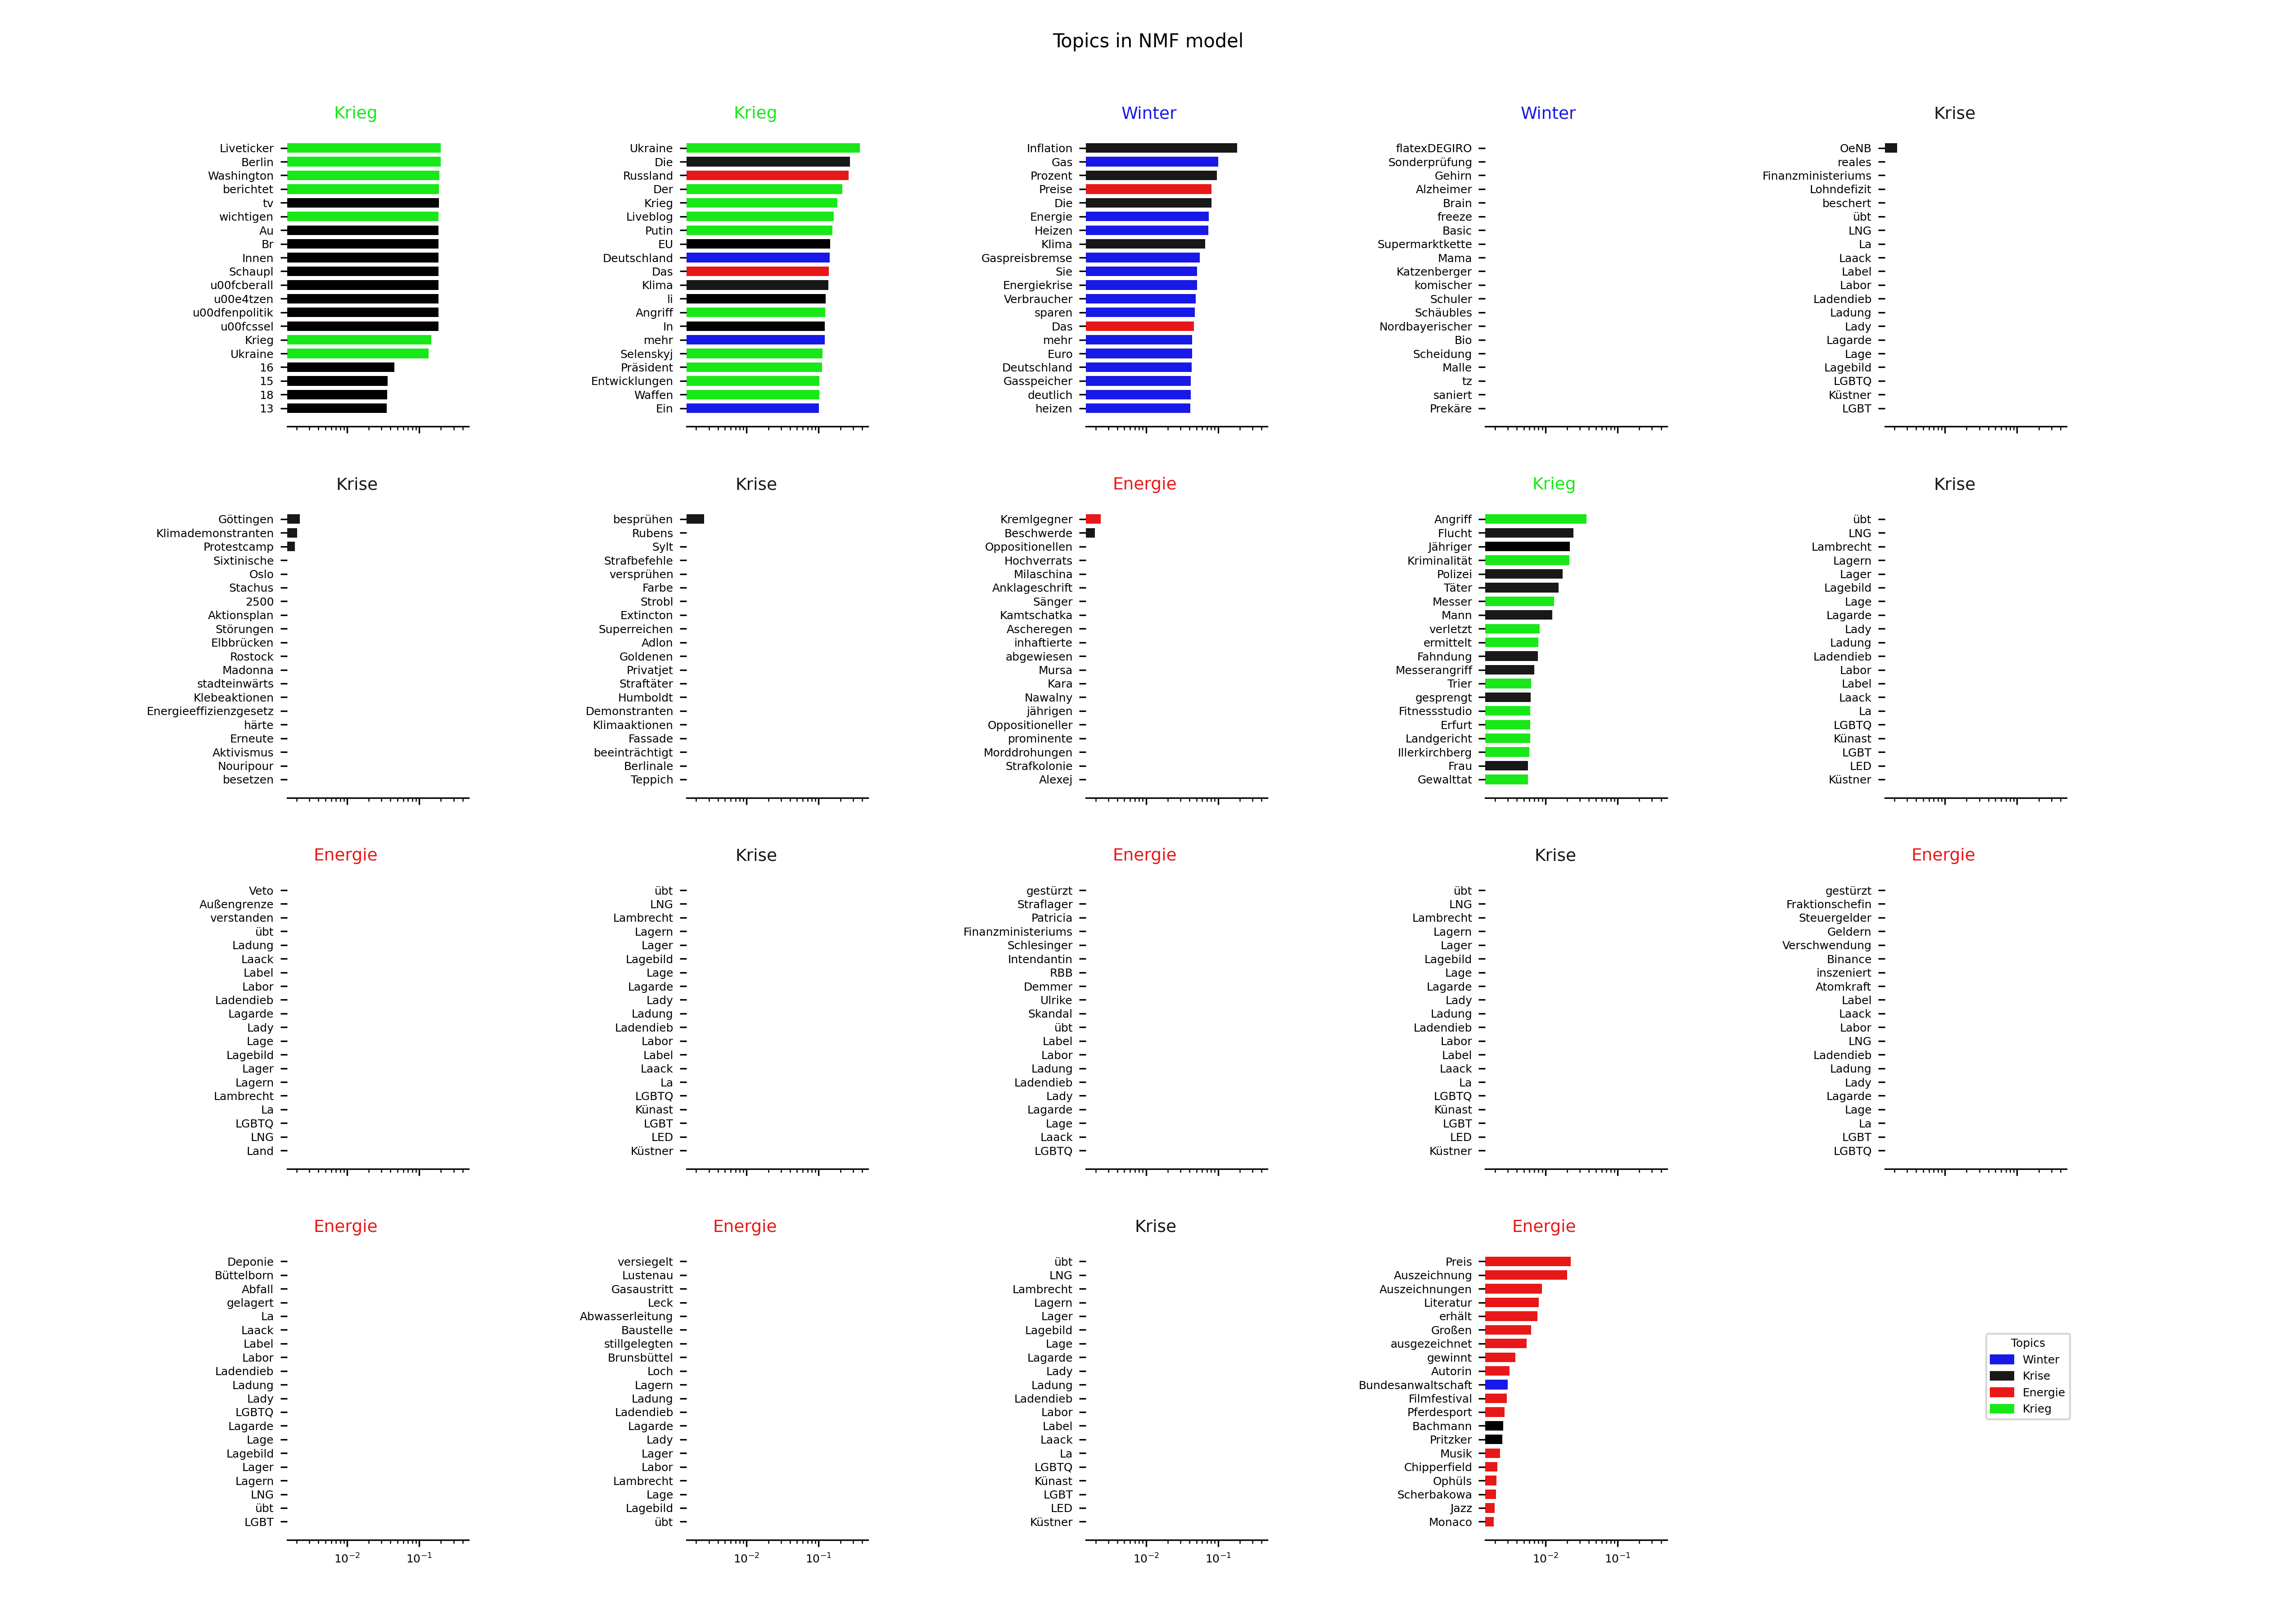 Topics in NMF model
Krieg
Liveticker
Berlin
Washington
berichtet
tv
wichtigen
Au
Br
Innen
Schaupl
u00fcberall
u00e4tzen
u00dfenpolitik
u00fcssel
Krieg
Ukraine
16
15
18
13
Krieg
Ukraine
Die
Russland
Der
Krieg
Liveblog
Putin
EU
Deutschland
Das
Klima
li
Angriff
In
mehr
Selenskyj
Präsident
Entwicklungen
Waffen
Ein
Winter
Inflation
Gas
Prozent
Preise
Die
Energie
Heizen
Klima
Gaspreisbremse
Sie
Energiekrise
Verbraucher
sparen
Das
mehr
Euro
Deutschland
Gasspeicher
deutlich
heizen
Winter
flatexDEGIRO
Sonderprüfung
Gehirn
Alzheimer
Brain
freeze
Basic
Supermarktkette
Mama
Katzenberger
komischer
Schuler
Schäubles
Nordbayerischer
Bio
Scheidung
Malle
tz
saniert
Prekäre
Krise
OeNB
reales
Finanzministeriums
Lohndefizit
beschert
übt
LNG
La
Laack
Label
Labor
Ladendieb
Ladung
Lady
Lagarde
Lage
Lagebild
LGBTQ
Küstner
LGBT
Krise
Göttingen
Klimademonstranten
Protestcamp
Sixtinische
Oslo
Stachus
2500
Aktionsplan
Störungen
Elbbrücken
Rostock
Madonna
stadteinwärts
Klebeaktionen
Energieeffizienzgesetz
härte
Erneute
Aktivismus
Nouripour
besetzen
Krise
besprühen
Rubens
Sylt
Strafbefehle
versprühen
Farbe
Strobl
Extincton
Superreichen
Adlon
Goldenen
Privatjet
Straftäter
Humboldt
Demonstranten
Klimaaktionen
Fassade
beeinträchtigt
Berlinale
Teppich
Energie
Kremlgegner
Beschwerde
Oppositionellen
Hochverrats
Milaschina
Anklageschrift
Sänger
Kamtschatka
Ascheregen
inhaftierte
abgewiesen
Mursa
Kara
Nawalny
jährigen
Oppositioneller
prominente
Morddrohungen
Strafkolonie
Alexej
Krieg
Angriff
Flucht
Jähriger
Kriminalität
Polizei
Täter
Messer
Mann
verletzt
ermittelt
Fahndung
Messerangriff
Trier
gesprengt
Fitnessstudio
Erfurt
Landgericht
Illerkirchberg
Frau
Gewalttat
Krise
übt
LNG
Lambrecht
Lagern
Lager
Lagebild
Lage
Lagarde
Lady
Ladung
Ladendieb
Labor
Label
Laack
La
LGBTQ
Künast
LGBT
LED
Küstner
Energie
Veto
Außengrenze
verstanden
übt
Ladung
Laack
Label
Labor
Ladendieb
Lagarde
Lady
Lage
Lagebild
Lager
Lagern
Lambrecht
La
LGBTQ
LNG
Land
Krise
übt
LNG
Lambrecht
Lagern
Lager
Lagebild
Lage
Lagarde
Lady
Ladung
Ladendieb
Labor
Label
Laack
La
LGBTQ
Künast
LGBT
LED
Küstner
Energie
gestürzt
Straflager
Patricia
Finanzministeriums
Schlesinger
Intendantin
RBB
Demmer
Ulrike
Skandal
übt
Label
Labor
Ladung
Ladendieb
Lady
Lagarde
Lage
Laack
LGBTQ
Krise
übt
LNG
Lambrecht
Lagern
Lager
Lagebild
Lage
Lagarde
Lady
Ladung
Ladendieb
Labor
Label
Laack
La
LGBTQ
Künast
LGBT
LED
Küstner
Energie
gestürzt
Fraktionschefin
Steuergelder
Geldern
Verschwendung
Binance
inszeniert
Atomkraft
Label
Laack
Labor
LNG
Ladendieb
Ladung
Lady
Lagarde
Lage
La
LGBT
LGBTQ
Energie
Deponie
Büttelborn
Abfall
gelagert
La
Laack
Label
Labor
Ladendieb
Ladung
Lady
LGBTQ
Lagarde
Lage
Lagebild
Lager
Lagern
LNG
übt
LGBT
10⁻² 10⁻¹
Energie
versiegelt
Lustenau
Gasaustritt
Leck
Abwasserleitung
Baustelle
stillgelegten
Brunsbüttel
Loch
Lagern
Ladung
Ladendieb
Lagarde
Lady
Lager
Labor
Lambrecht
Lage
Lagebild
übt
10⁻² 10⁻¹
Krise
übt
LNG
Lambrecht
Lagern
Lager
Lagebild
Lage
Lagarde
Lady
Ladung
Ladendieb
Labor
Label
Laack
La
LGBTQ
Künast
LGBT
LED
Küstner
10⁻² 10⁻¹
Energie
Preis
Auszeichnung
Auszeichnungen
Literatur
erhält
Großen
ausgezeichnet
gewinnt
Autorin
Bundesanwaltschaft
Filmfestival
Pferdesport
Bachmann
Pritzker
Musik
Chipperfield
Ophüls
Scherbakowa
Jazz
Monaco
10⁻² 10⁻¹
Topics
Winter
Krise
Energie
Krieg